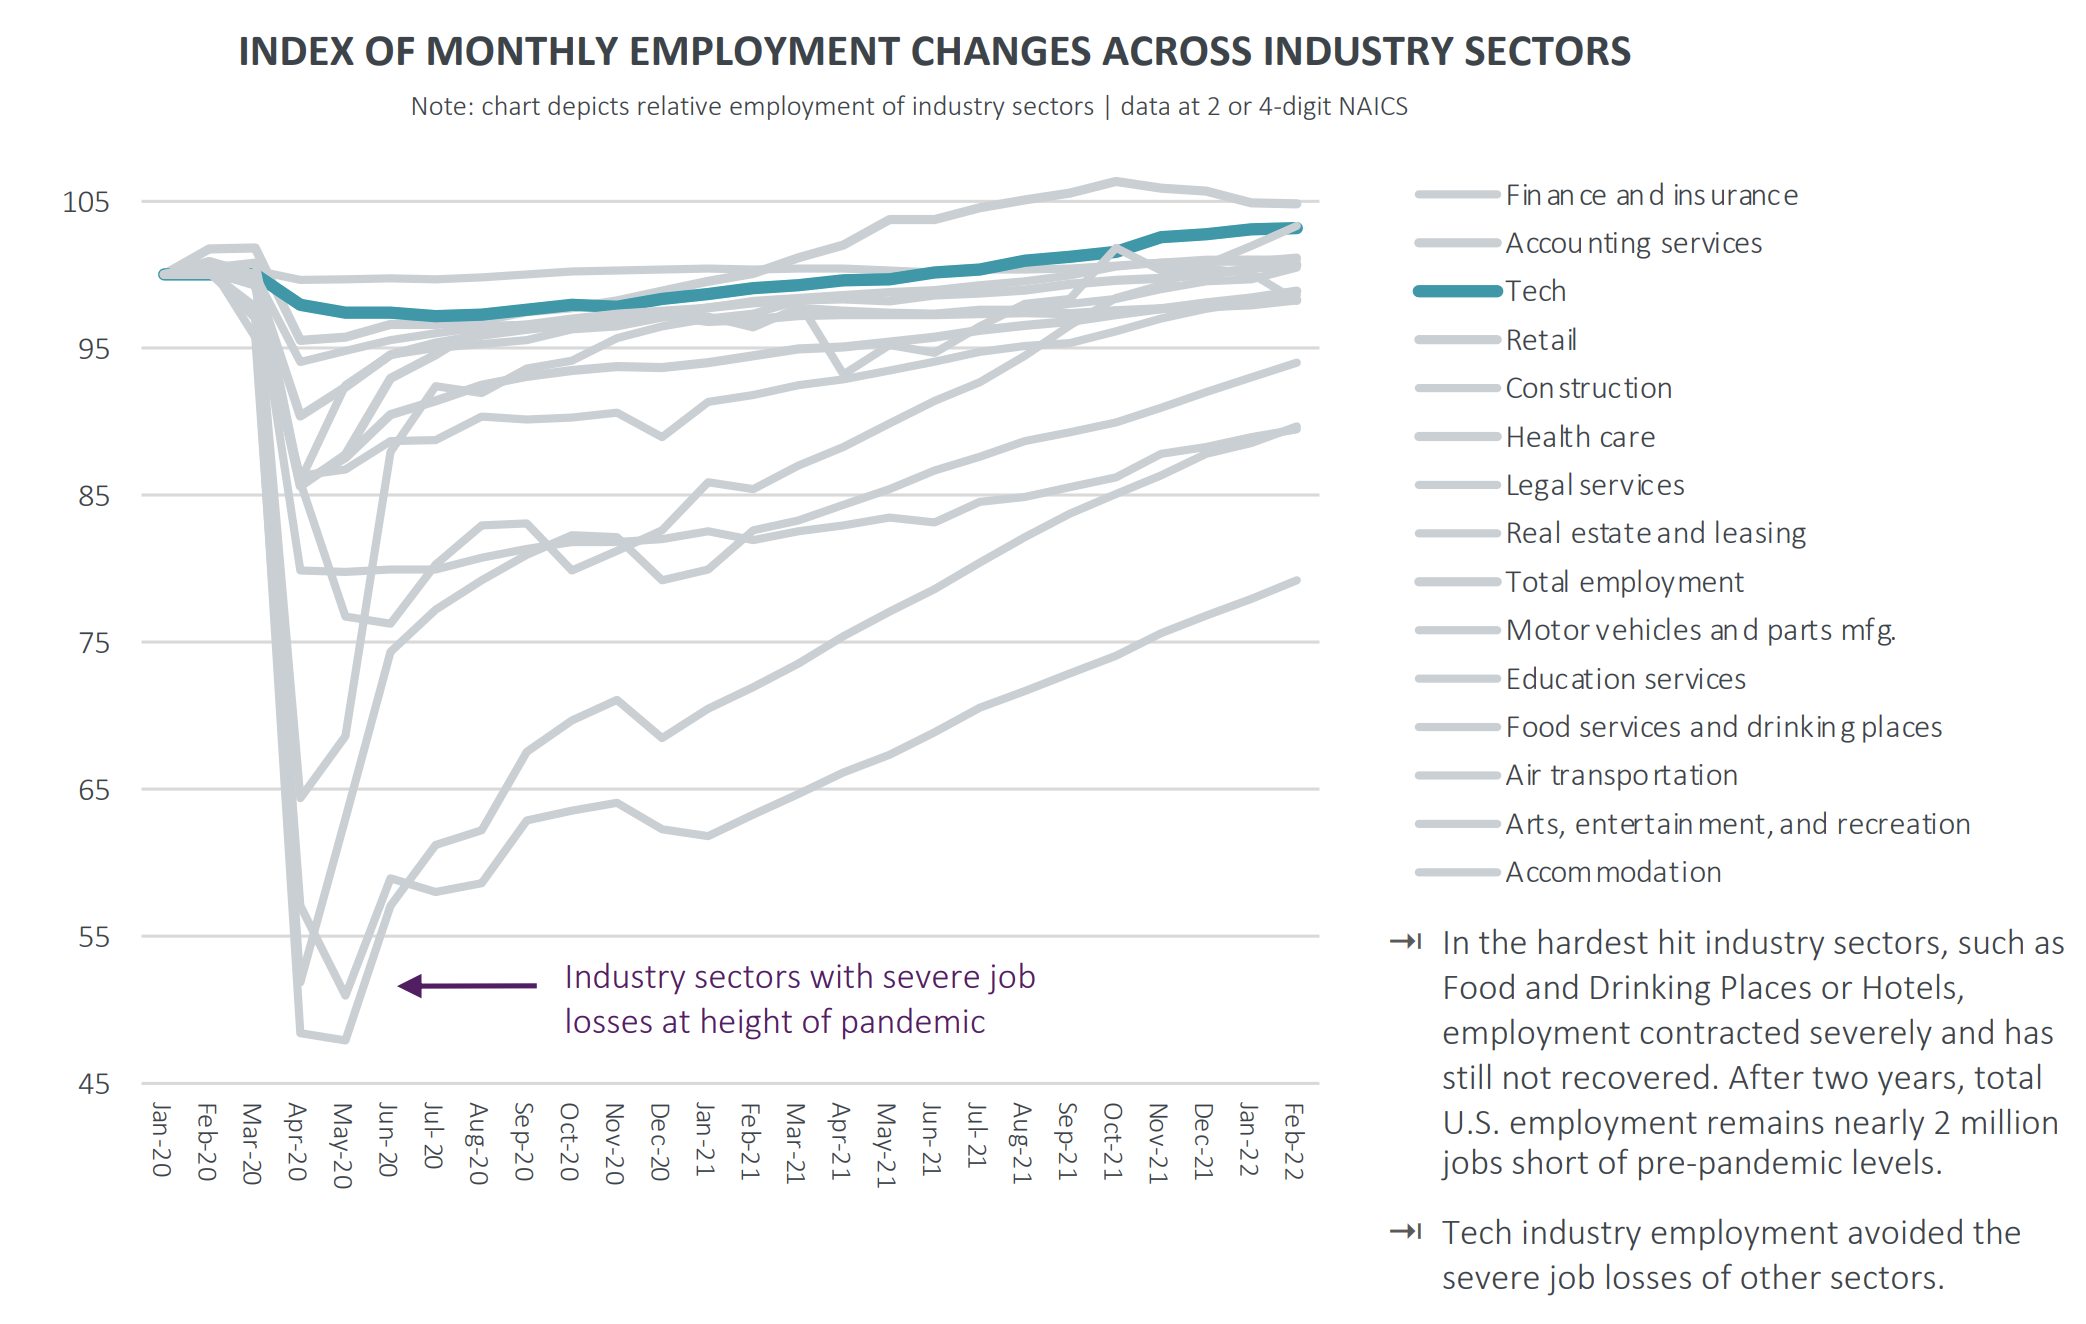 INDEX OF MONTHLY EMPLOYMENT CHANGES ACROSS INDUSTRY SECTORS
Note: chart depicts relative employment of industry sectors | data at 2 or 4-digit NAICS
105
95
85
75
65
55
45
Jan-20
Feb-20
Mar-20
Apr-20
May-20
Jun-20
Jul-20
Aug-20
Sep-20
Oct-20
Nov-20
Dec-20
Jan-21
Feb-21
Mar-21
Apr-21
May-21
Jun-21
Jul-21
Aug-21
Sep-21
Oct-21
Nov-21
Dec-21
Jan-22
Feb-22
Industry sectors with severe job
losses at height of pandemic
Finance and insurance
Accounting services
Tech
Retail
Construction
Health care
Legal services
Real estate and leasing
Total employment
Motor vehicles and parts mfg.
Education services
Food services and drinking places
Air transportation
Arts, entertainment, and recreation
Accommodation
In the hardest hit industry sectors, such as
Food and Drinking Places or Hotels,
employment contracted severely and has
still not recovered. After two years, total
U.S. employment remains nearly 2 million
jobs short of pre-pandemic levels.
Tech industry employment avoided the
severe job losses of other sectors.